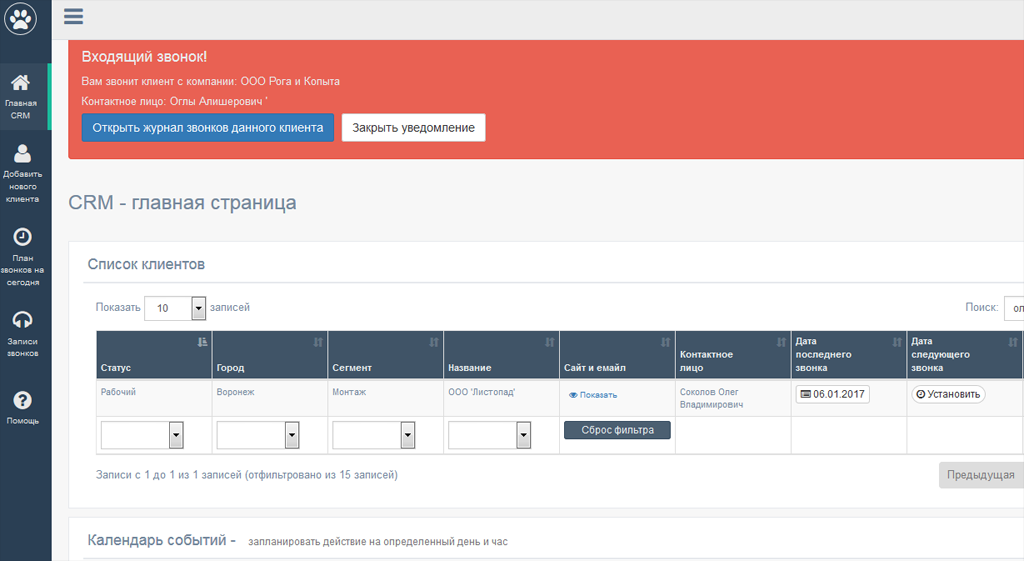 Входящий звонок!
Вам звонит клиент с компании: ООО Рога и Копыта
Контактное лицо: Оглы Алишерович '
Открыть журнал звонков данного клиента
Закрыть уведомление
Главная
CRM
Добавить
нового
клиента
План
звонков на
сегодня
Записи
звонков
Помощь
CRM - главная страница
Список клиентов
Показать 10 записей
Поиск: ол
Статус
Город
Сегмент
Название
Сайт и емайл
Контактное
лицо
Дата
последнего
звонка
Дата
следующего
звонка
Рабочий
Воронеж
Монтаж
ООО 'Листопад'
Показать
Соколов Олег
Владимирович
06.01.2017
Установить
Сброс фильтра
Записи с 1 до 1 из 1 записей (отфильтровано из 15 записей)
Предыдущая
Календарь событий - запланировать действие на определенный день и час